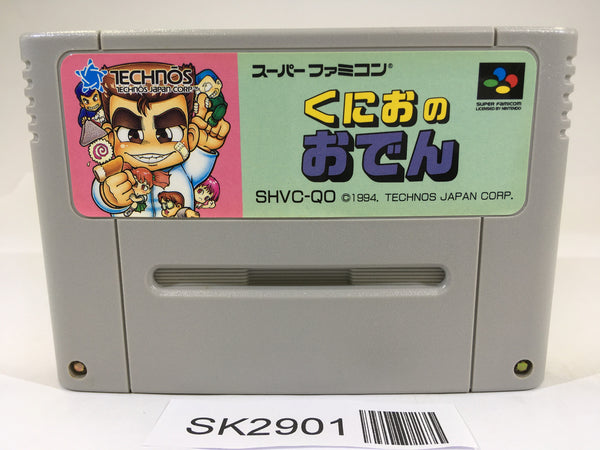 TECHNŌS
TECHNOS JAPAN CORP.
スーパーファミコン®
SUPER FAMICOM
LICENSED BY NINTENDO
くにおの
おでん
SHVC-QO ©1994, TECHNOS JAPAN CORP.
SK2901